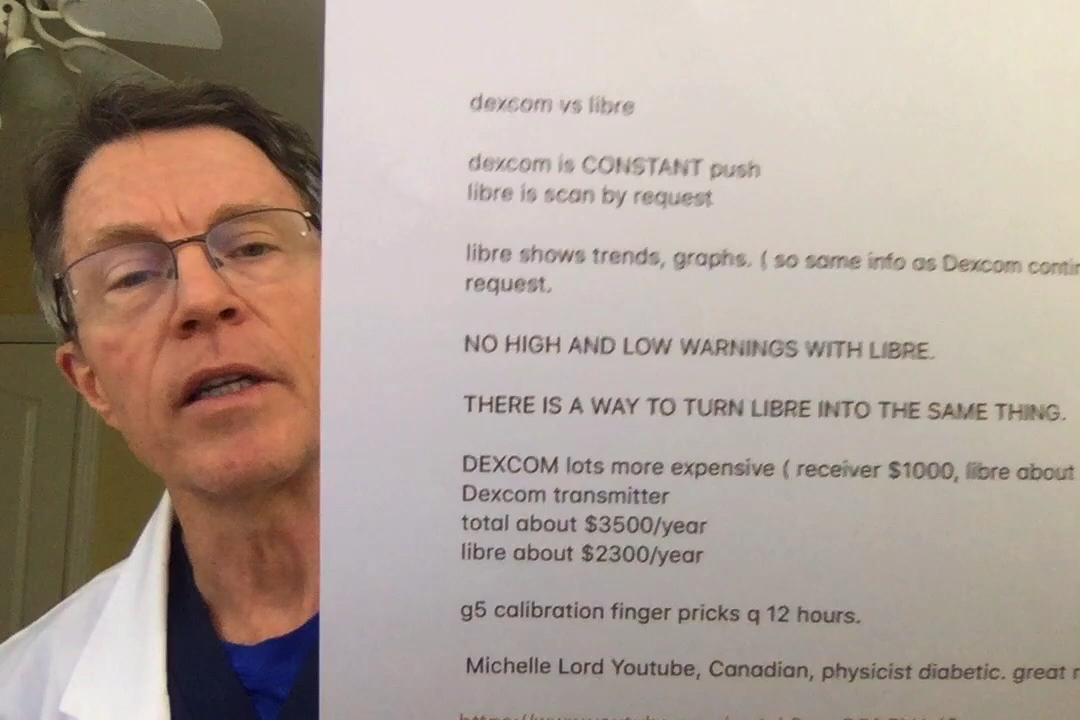 dexcom vs libre
dexcom is CONSTANT push
libre is scan by request
libre shows trends, graphs. ( so same info as Dexcom
request.
NO HIGH AND LOW WARNINGS WITH LIBRE.
THERE IS A WAY TO TURN LIBRE INTO THE SAME THING.
DEXCOM lots more expensive ( receiver $1000, libre about
Dexcom transmitter
total about $3500/year
libre about $2300/year
g5 calibration finger pricks q 12 hours.
Michelle Lord Youtube, Canadian, physicist diabetic. great